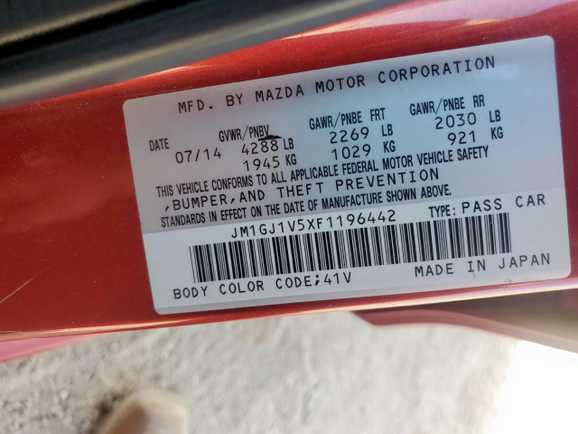 MFD. BY MAZDA MOTOR CORPORATION
DATE GVWR/PNBV GAWR/PNBE FRT GAWR/PNBE RR
07/14 4288 LB 2269 LB 2030 LB
1945 KG 1029 KG 921 KG
THIS VEHICLE CONFORMS TO ALL APPLICABLE FEDERAL MOTOR VEHICLE SAFETY
,BUMPER,AND THEFT PREVENTION
STANDARDS IN EFFECT ON THE DATE OF MANUFACTURE SHOWN ABOVE.
JM1GJ1V5XF1196442 TYPE: PASS CAR
BODY COLOR CODE;41V MADE IN JAPAN